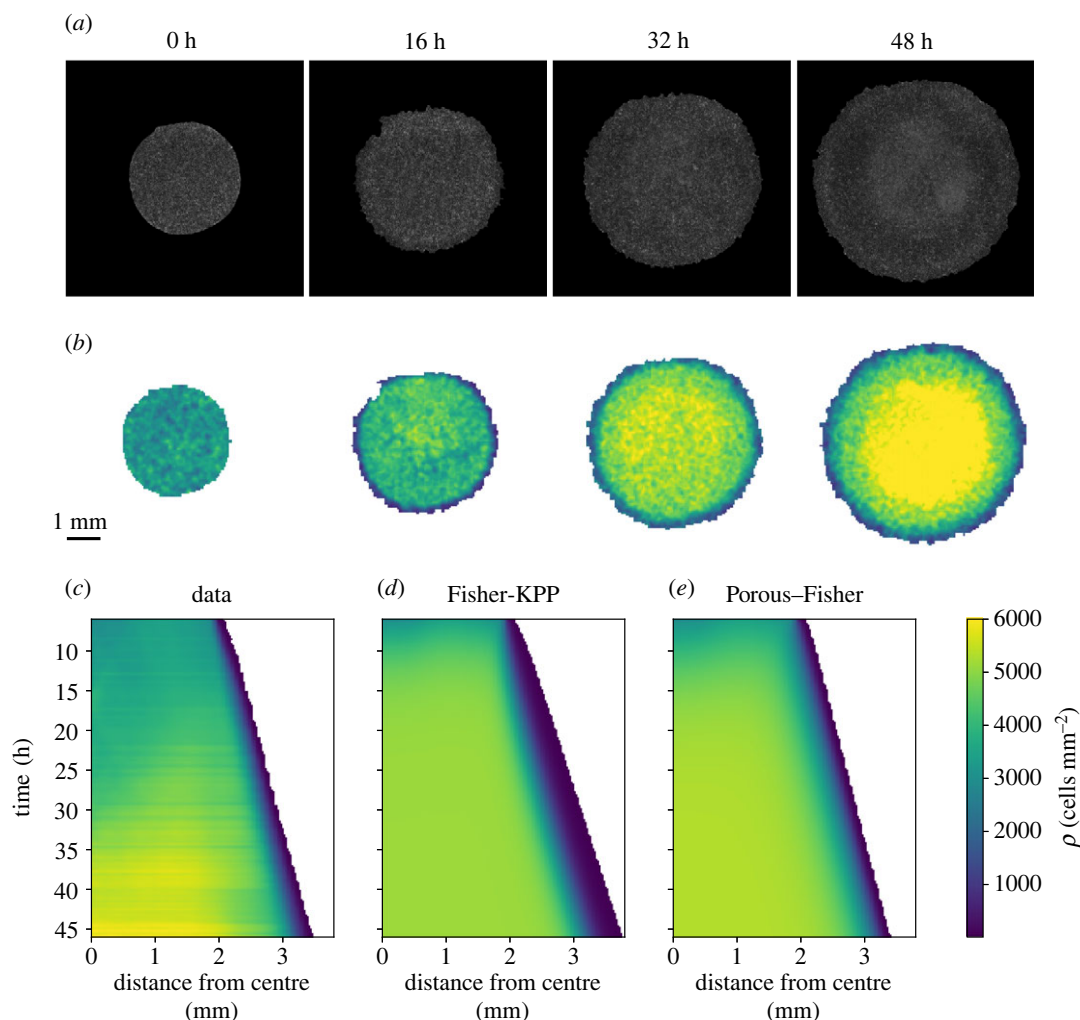 (a)
0 h 16 h 32 h 48 h
(b)
1 mm
(c) data (d) Fisher-KPP (e) Porous–Fisher
10
15
20
25
30
35
40
45
time (h)
0 1 2 3
0 1 2 3
0 1 2 3
distance from centre
(mm)
distance from centre
(mm)
distance from centre
(mm)
6000
5000
4000
3000
2000
1000
ρ (cells mm⁻²)